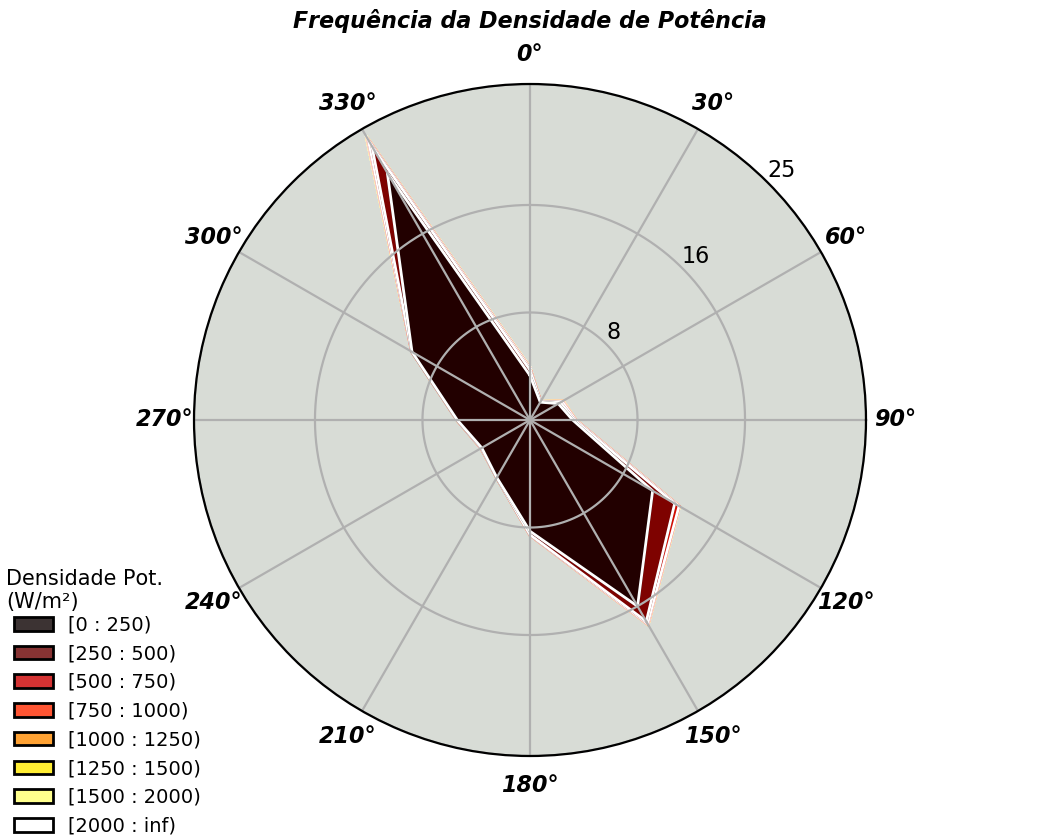 Frequência da Densidade de Potência
0°
330°
30°
25
300°
60°
16
8
270°
90°
240°
120°
210°
150°
180°
Densidade Pot.
(W/m²)
[0 : 250)
[250 : 500)
[500 : 750)
[750 : 1000)
[1000 : 1250)
[1250 : 1500)
[1500 : 2000)
[2000 : inf)